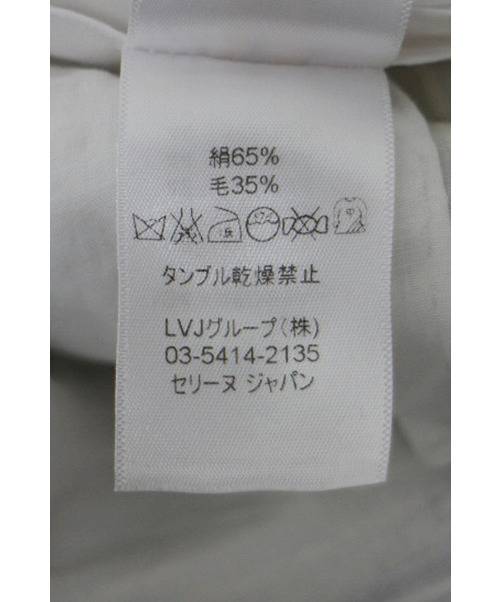 絹65%
毛35%
タンブル乾燥禁止
LVJグループ(株)
03-5414-2135
セリーヌ ジャパン